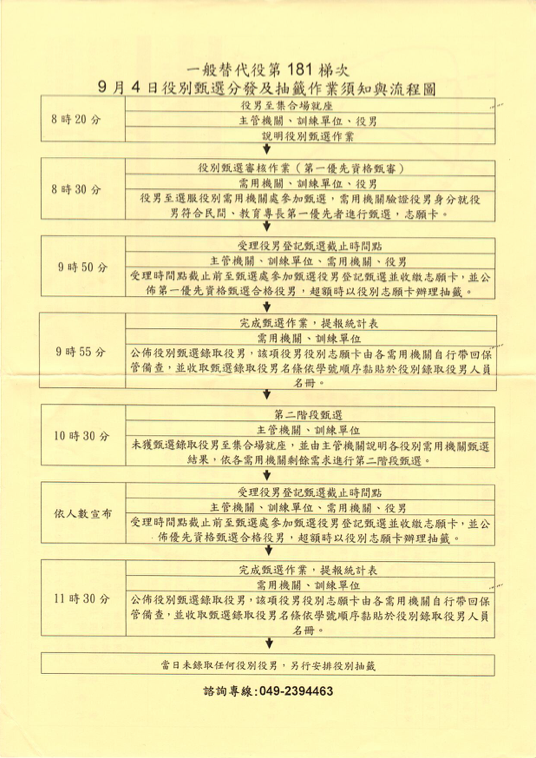 一般替代役第 181 梯次
9 月 4 日役別甄選分發及抽籤作業須知與流程圖
8 時 20 分
役男至集合場就座
主管機關、訓練單位、役男
說明役別甄選作業
8 時 30 分
役別甄選審核作業（第一優先資格甄審）
需用機關、訓練單位、役男
役男至選服役別需用機關處參加甄選，需用機關驗證役男身分就役
男符合民間、教育專長第一優先者進行甄選，志願卡。
9 時 50 分
受理役男登記甄選截止時間點
主管機關、訓練單位、需用機關、役男
受理時間點截止前至甄選處參加甄選役男登記甄選並收繳志願卡，並公
佈第一優先資格甄選合格役男，超額時以役別志願卡辦理抽籤。
9 時 55 分
完成甄選作業，提報統計表
需用機關、訓練單位
公佈役別甄選錄取役男，該項役男役別志願卡由各需用機關自行帶回保
管備查，並收取甄選錄取役男名條依學號順序黏貼於役別錄取役男人員
名冊。
10 時 30 分
第二階段甄選
主管機關、訓練單位
未獲甄選錄取役男至集合場就座，並由主管機關說明各役別需用機關甄選
結果，依各需用機關剩餘需求進行第二階段甄選。
依人數宣布
受理役男登記甄選截止時間點
主管機關、訓練單位、需用機關、役男
受理時間點截止前至甄選處參加甄選役男登記甄選並收繳志願卡，並公
佈優先資格甄選合格役男，超額時以役別志願卡辦理抽籤。
11 時 30 分
完成甄選作業，提報統計表
需用機關、訓練單位
公佈役別甄選錄取役男，該項役男役別志願卡由各需用機關自行帶回保
管備查，並收取甄選錄取役男名條依學號順序黏貼於役別錄取役男人員
名冊。
當日未錄取任何役別役男，另行安排役別抽籤
諮詢專線:049-2394463